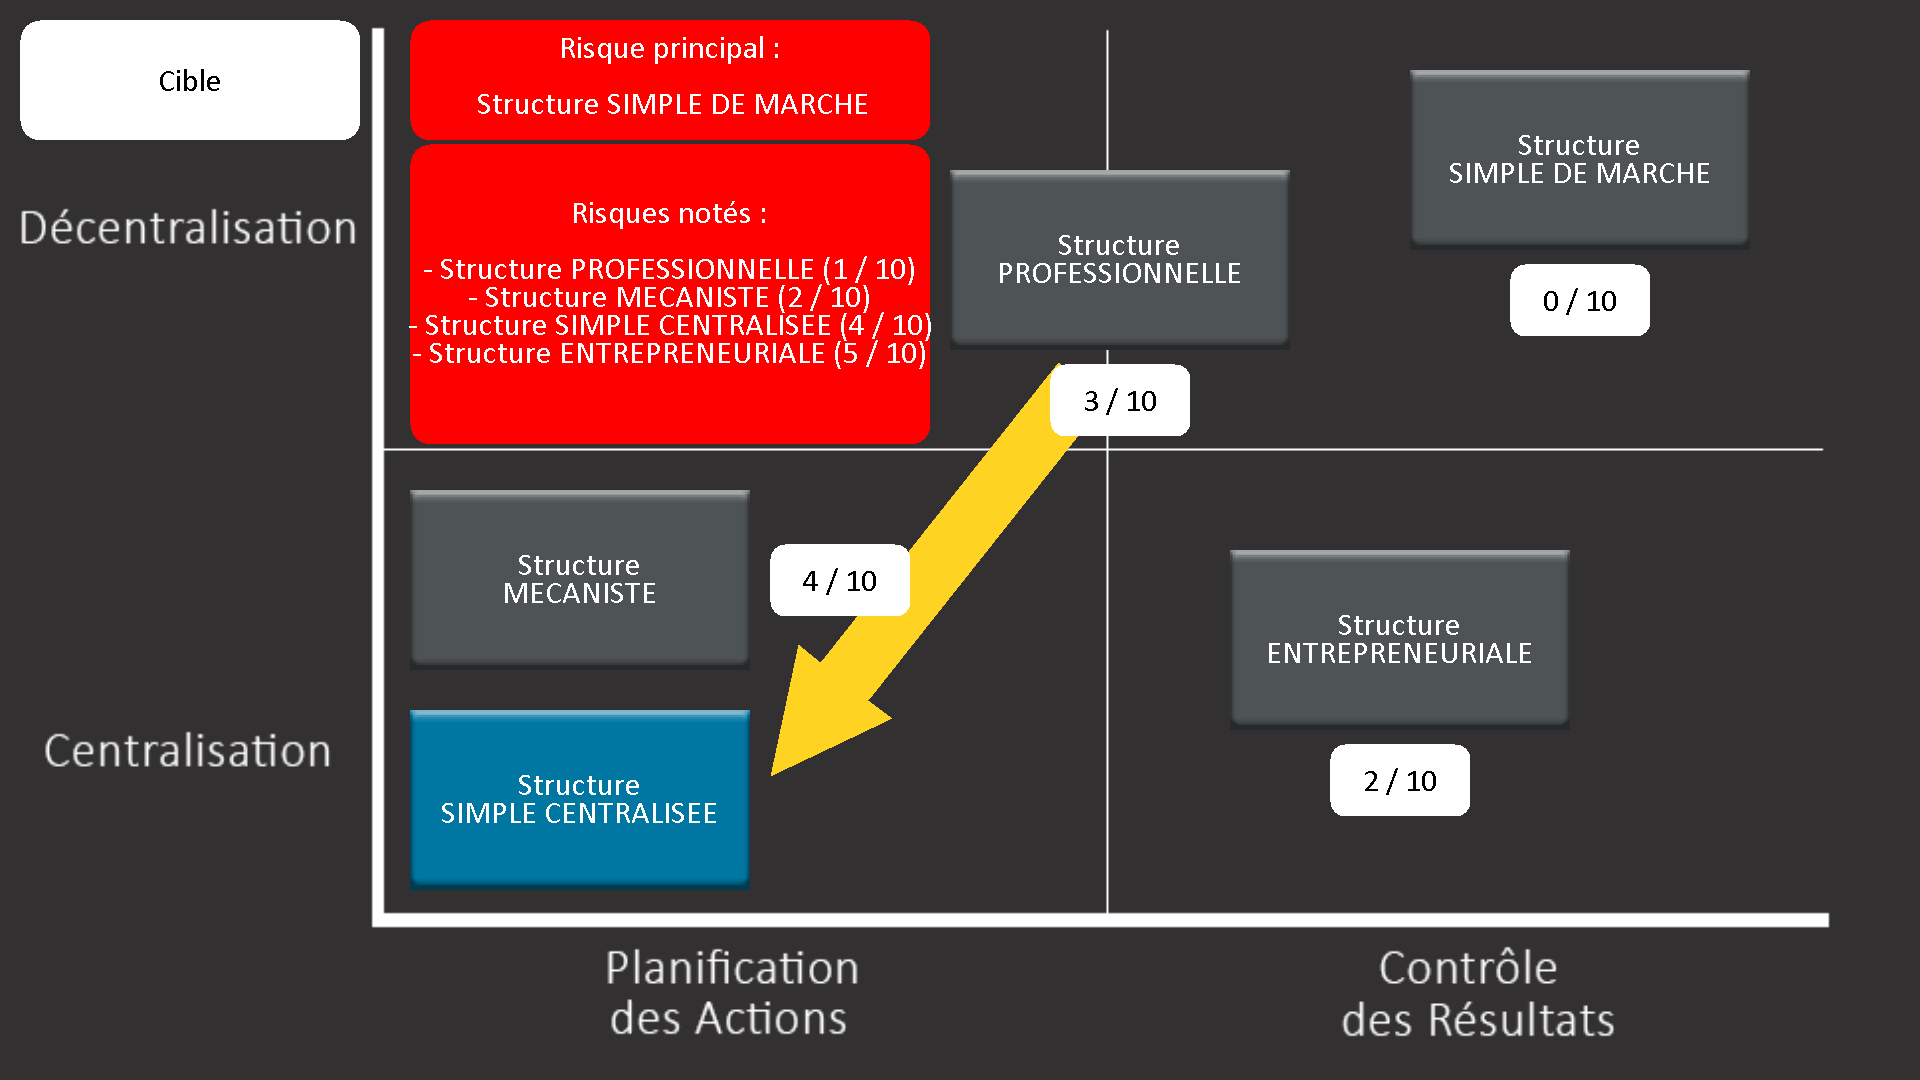 Cible
Risque principal :
Structure SIMPLE DE MARCHE
Risques notés :
- Structure PROFESSIONNELLE (1 / 10)
- Structure MECANISTE (2 / 10)
- Structure SIMPLE CENTRALISEE (4 / 10)
- Structure ENTREPRENEURIALE (5 / 10)
Structure
PROFESSIONNELLE
3 / 10
Structure
SIMPLE DE MARCHE
0 / 10
Décentralisation
Structure
MECANISTE
4 / 10
Structure
ENTREPRENEURIALE
2 / 10
Centralisation
Structure
SIMPLE CENTRALISEE
Planification
des Actions
Contrôle
des Résultats